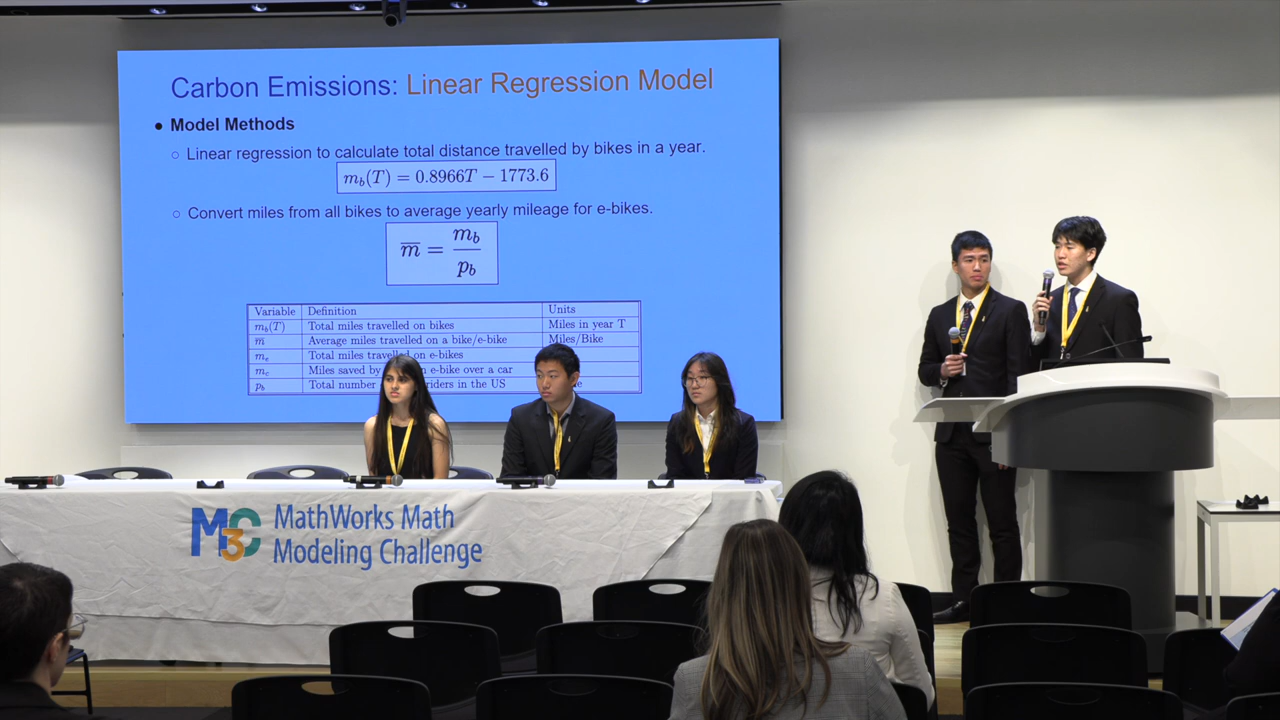 Carbon Emissions: Linear Regression Model
● Model Methods
○ Linear regression to calculate total distance travelled by bikes in a year.
m_b(T) = 0.8966T − 1773.6
○ Convert miles from all bikes to average yearly mileage for e-bikes.
m̅ = m_b / p_b
Variable Definition Units
m_b(T) Total miles travelled on bikes Miles in year T
m̅ Average miles travelled on a bike/e-bike Miles/Bike
m_e Total miles travelled on e-bikes
m_c Miles saved by e-bike over a car
p_b Total number riders in the US
M3C MathWorks Math
Modeling Challenge